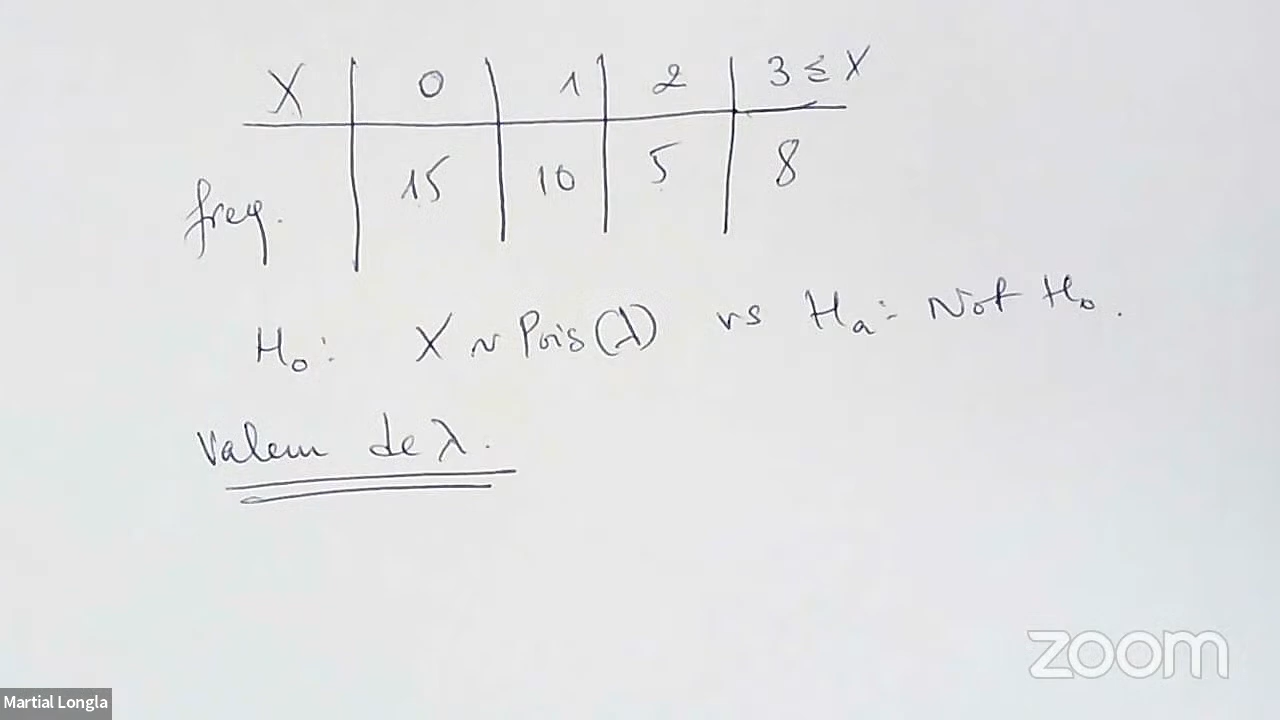 X 0 1 2 3 ≤ X
freq. 15 10 5 8
H₀: X ~ Pois(λ) vs Hₐ: Not H₀.
Valeur de λ.
zoom
Martial Longla